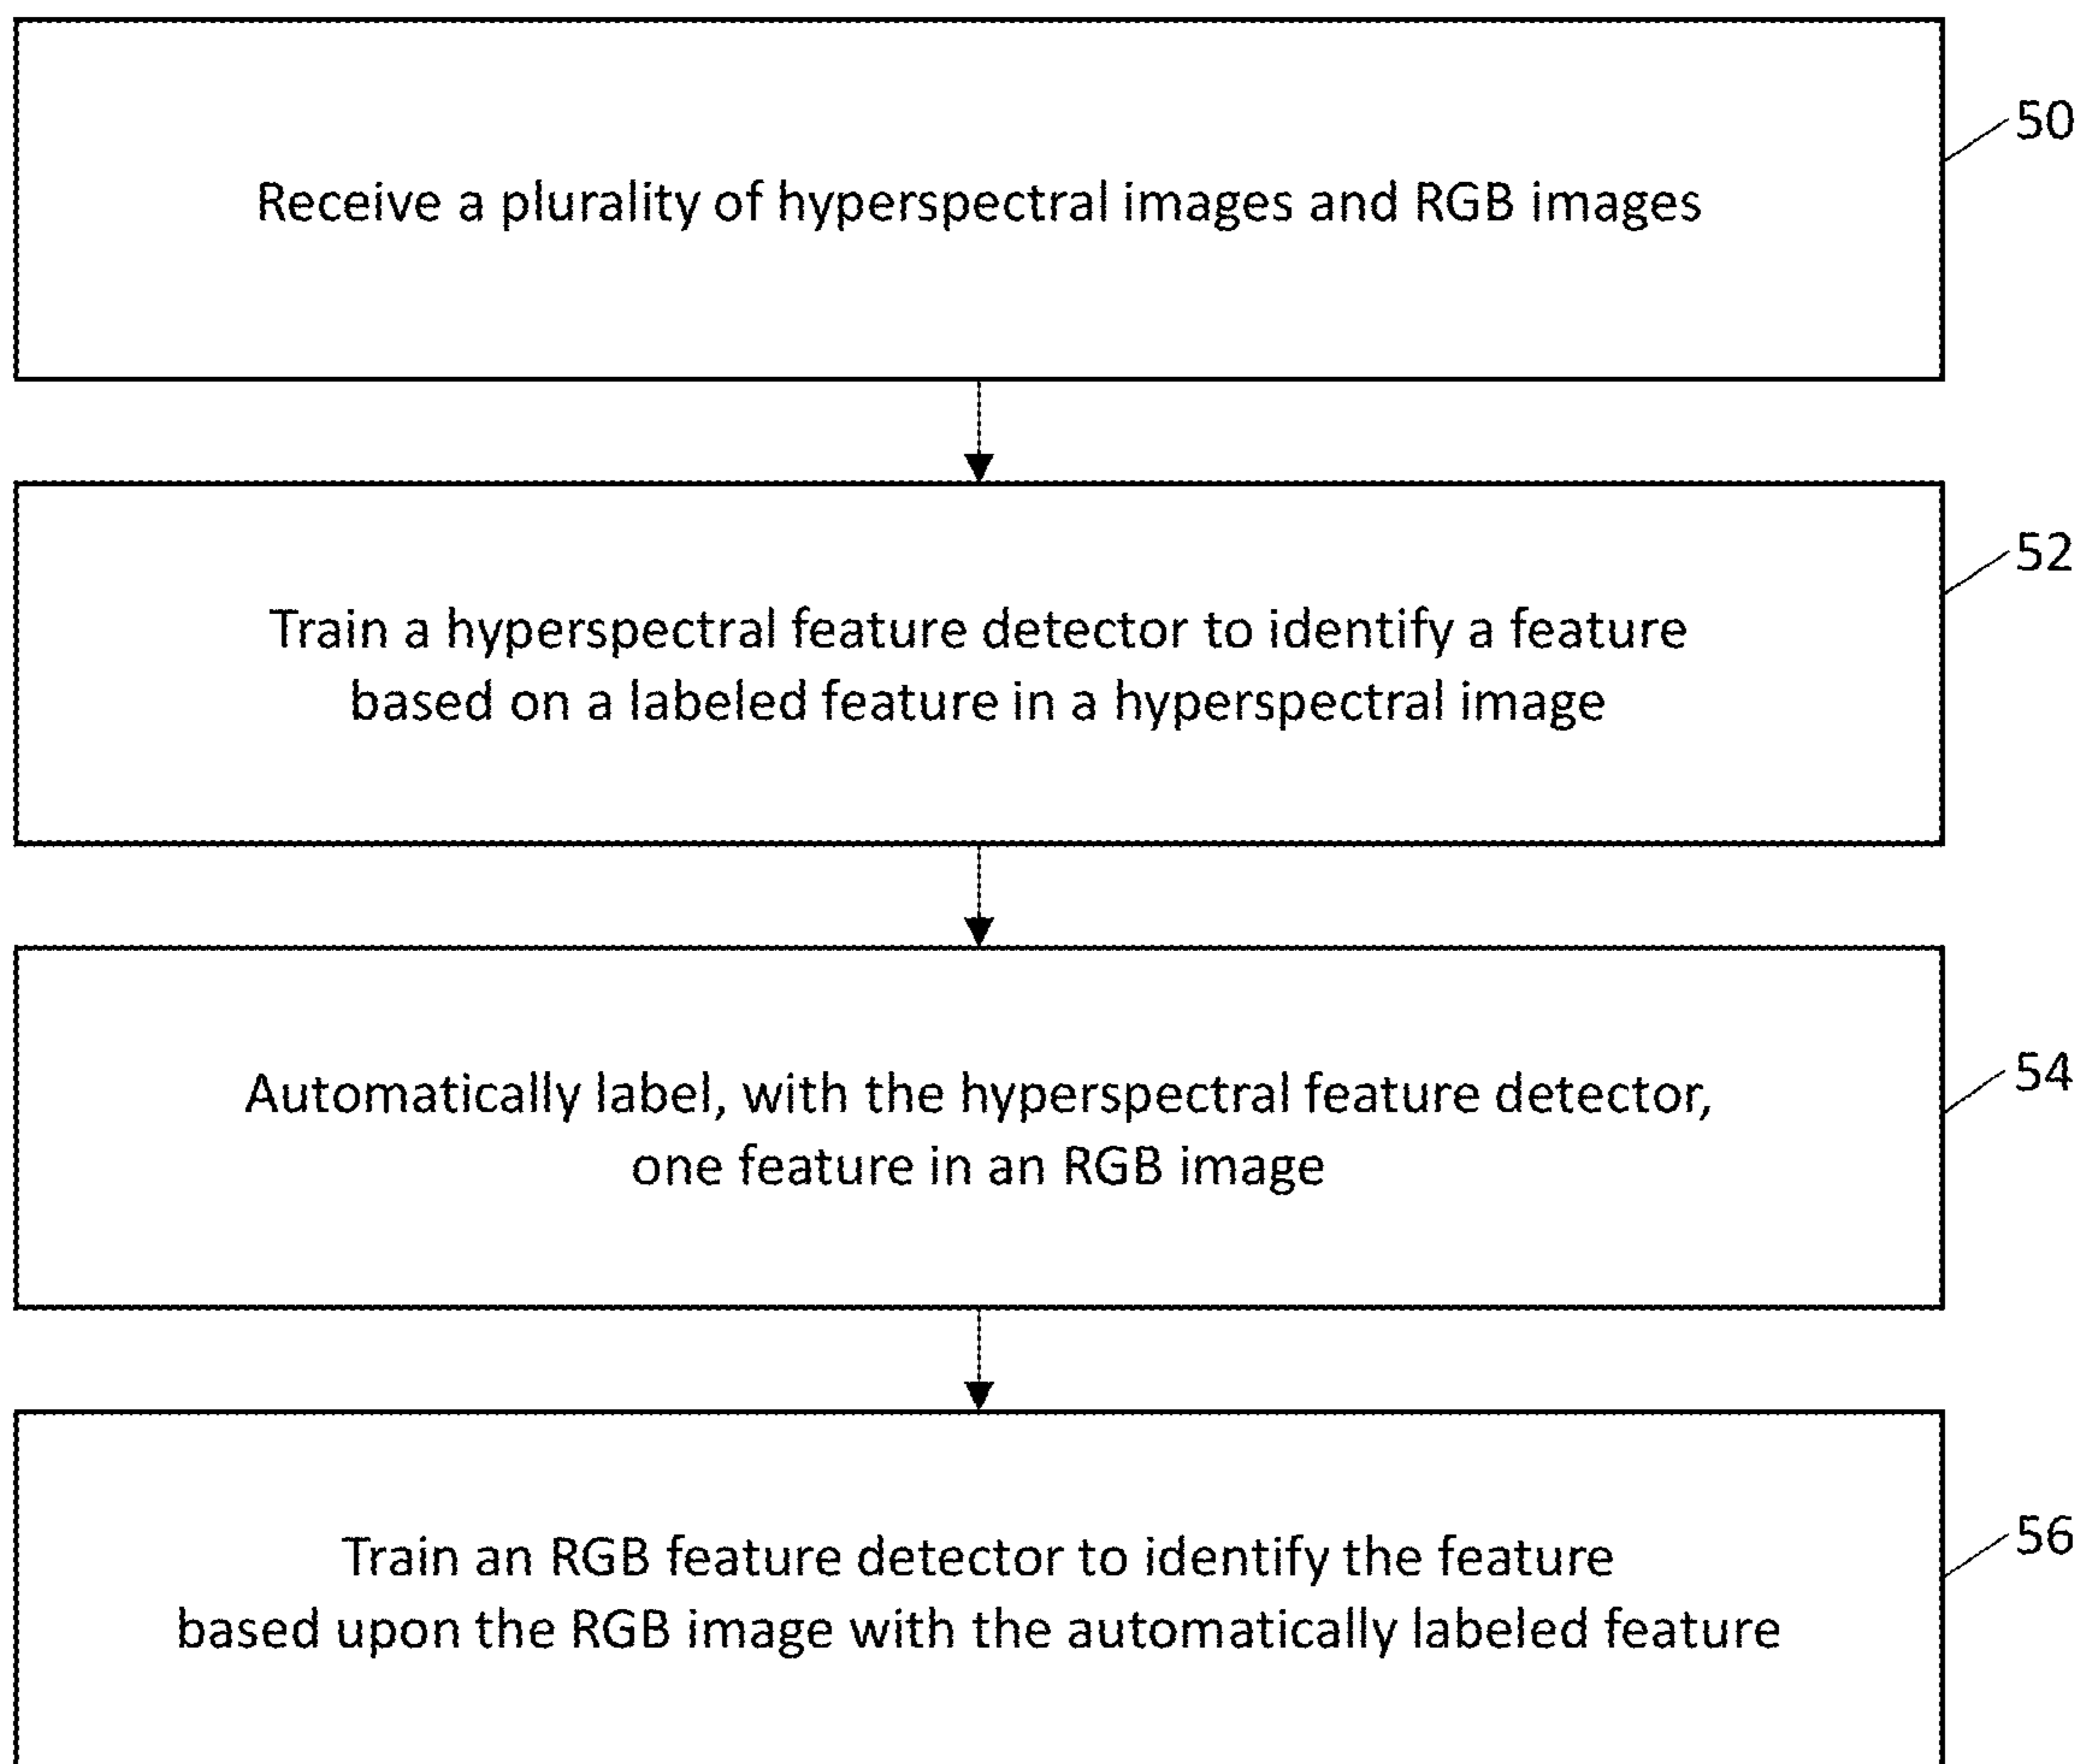 Receive a plurality of hyperspectral images and RGB images
50
Train a hyperspectral feature detector to identify a feature
based on a labeled feature in a hyperspectral image
52
Automatically label, with the hyperspectral feature detector,
one feature in an RGB image
54
Train an RGB feature detector to identify the feature
based upon the RGB image with the automatically labeled feature
56